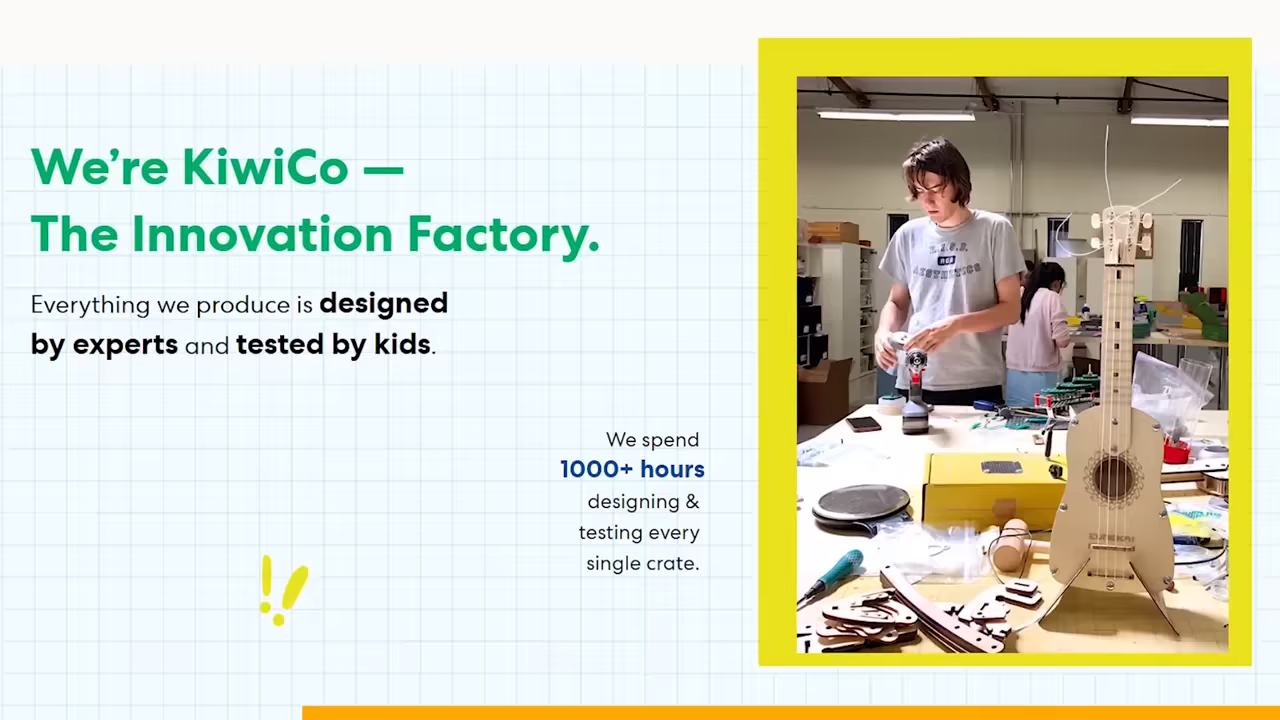 We’re KiwiCo —
The Innovation Factory.
Everything we produce is designed
by experts and tested by kids.
We spend
1000+ hours
designing &
testing every
single crate.
AESTHETICS